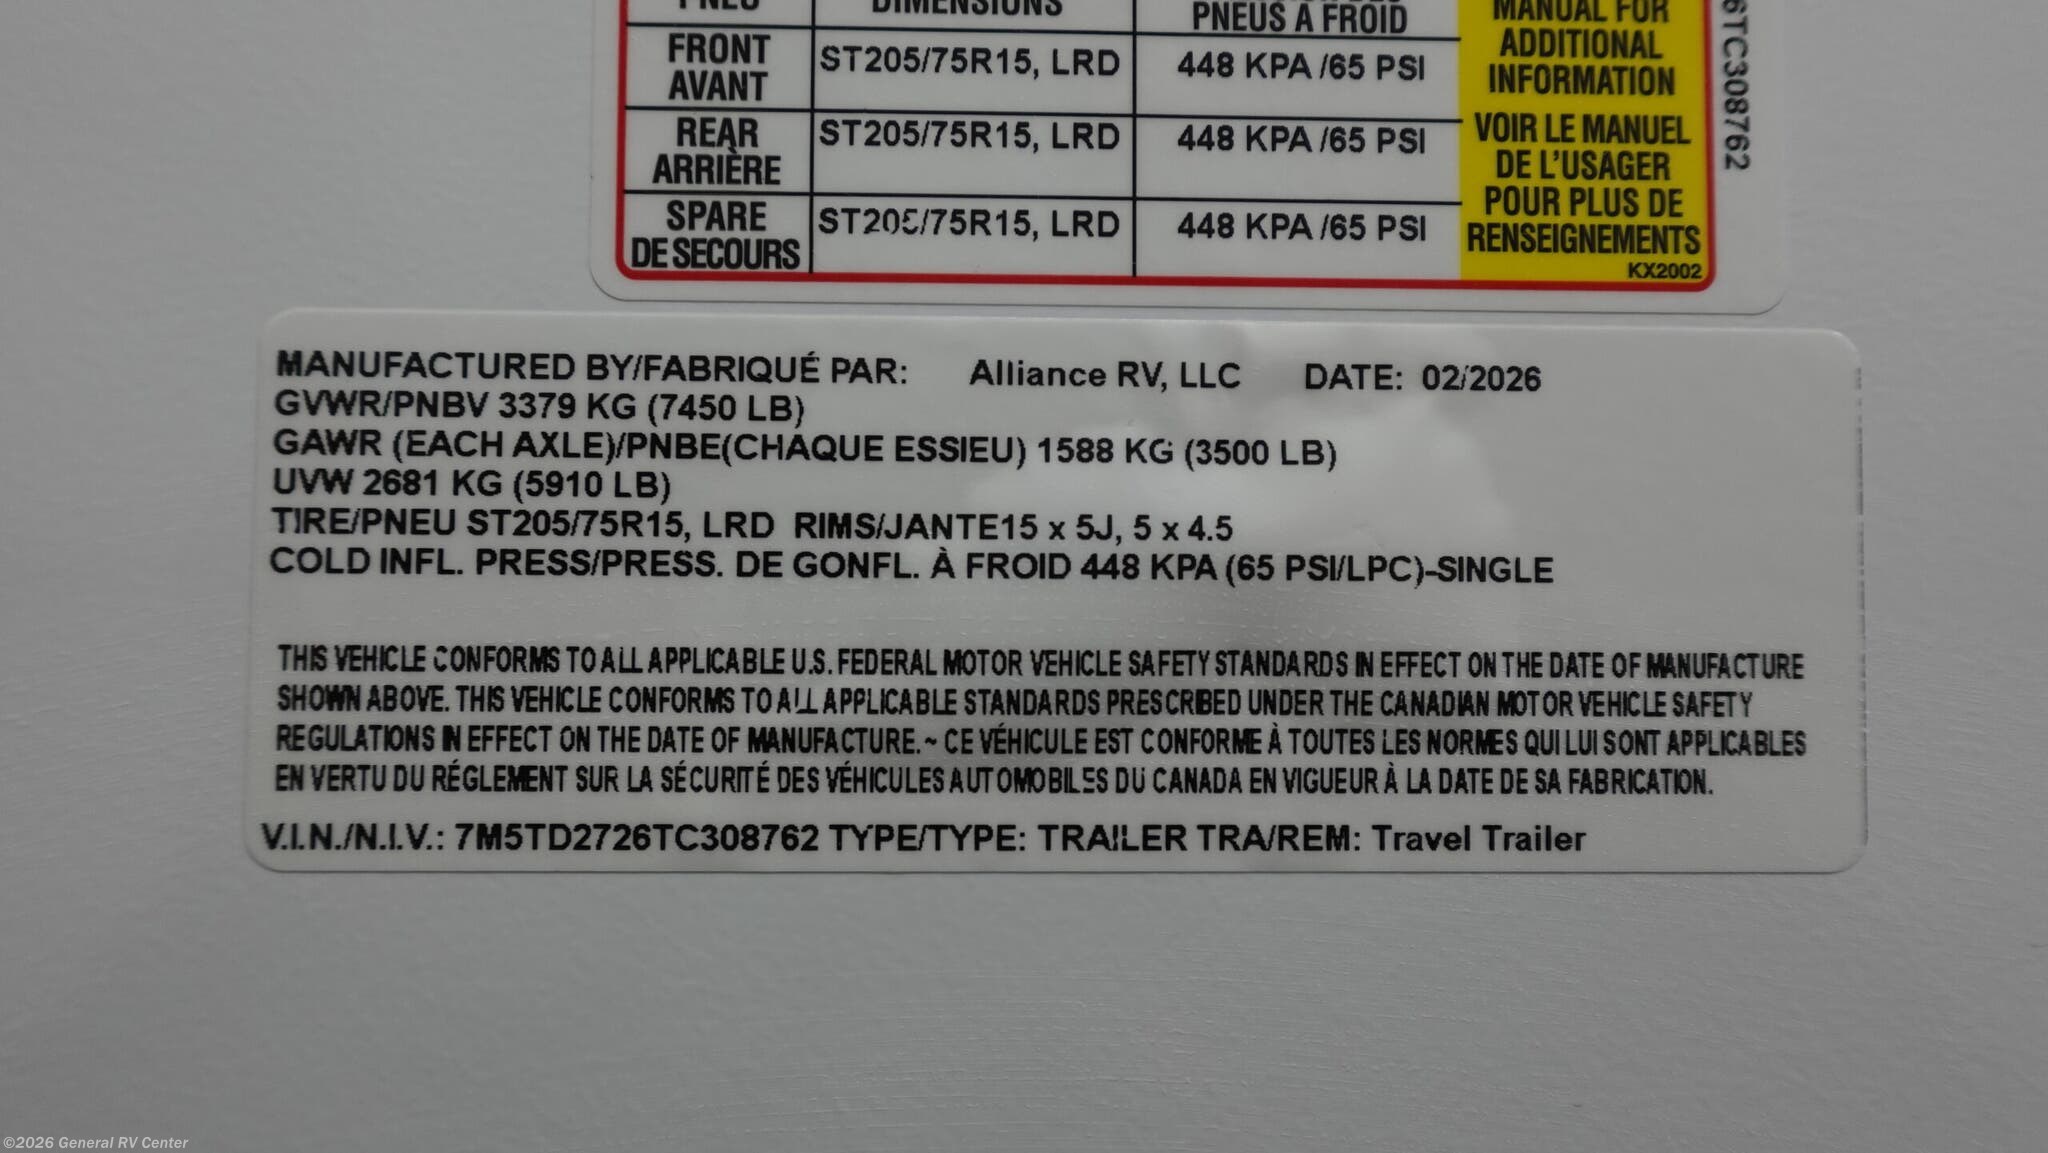 PNEU DIMENSIONS PNEUS À FROID
FRONT AVANT ST205/75R15, LRD 448 KPA /65 PSI
REAR ARRIÈRE ST205/75R15, LRD 448 KPA /65 PSI
SPARE DE SECOURS ST205/75R15, LRD 448 KPA /65 PSI
MANUAL FOR
ADDITIONAL
INFORMATION
VOIR LE MANUEL
DE L'USAGER
POUR PLUS DE
RENSEIGNEMENTS
KX2002
6TC308762
MANUFACTURED BY/FABRIQUÉ PAR: Alliance RV, LLC DATE: 02/2026
GVWR/PNBV 3379 KG (7450 LB)
GAWR (EACH AXLE)/PNBE(CHAQUE ESSIEU) 1588 KG (3500 LB)
UVW 2681 KG (5910 LB)
TIRE/PNEU ST205/75R15, LRD RIMS/JANTE15 x 5J, 5 x 4.5
COLD INFL. PRESS/PRESS. DE GONFL. À FROID 448 KPA (65 PSI/LPC)-SINGLE
THIS VEHICLE CONFORMS TO ALL APPLICABLE U.S. FEDERAL MOTOR VEHICLE SAFETY STANDARDS IN EFFECT ON THE DATE OF MANUFACTURE
SHOWN ABOVE. THIS VEHICLE CONFORMS TO ALL APPLICABLE STANDARDS PRESCRIBED UNDER THE CANADIAN MOTOR VEHICLE SAFETY
REGULATIONS IN EFFECT ON THE DATE OF MANUFACTURE. ~ CE VÉHICULE EST CONFORME À TOUTES LES NORMES QUI LUI SONT APPLICABLES
EN VERTU DU RÉGLEMENT SUR LA SÉCURITÉ DES VÉHICULES AUTOMOBILES DU CANADA EN VIGUEUR À LA DATE DE SA FABRICATION.
V.I.N./N.I.V.: 7M5TD2726TC308762 TYPE/TYPE: TRAILER TRA/REM: Travel Trailer
©2026 General RV Center